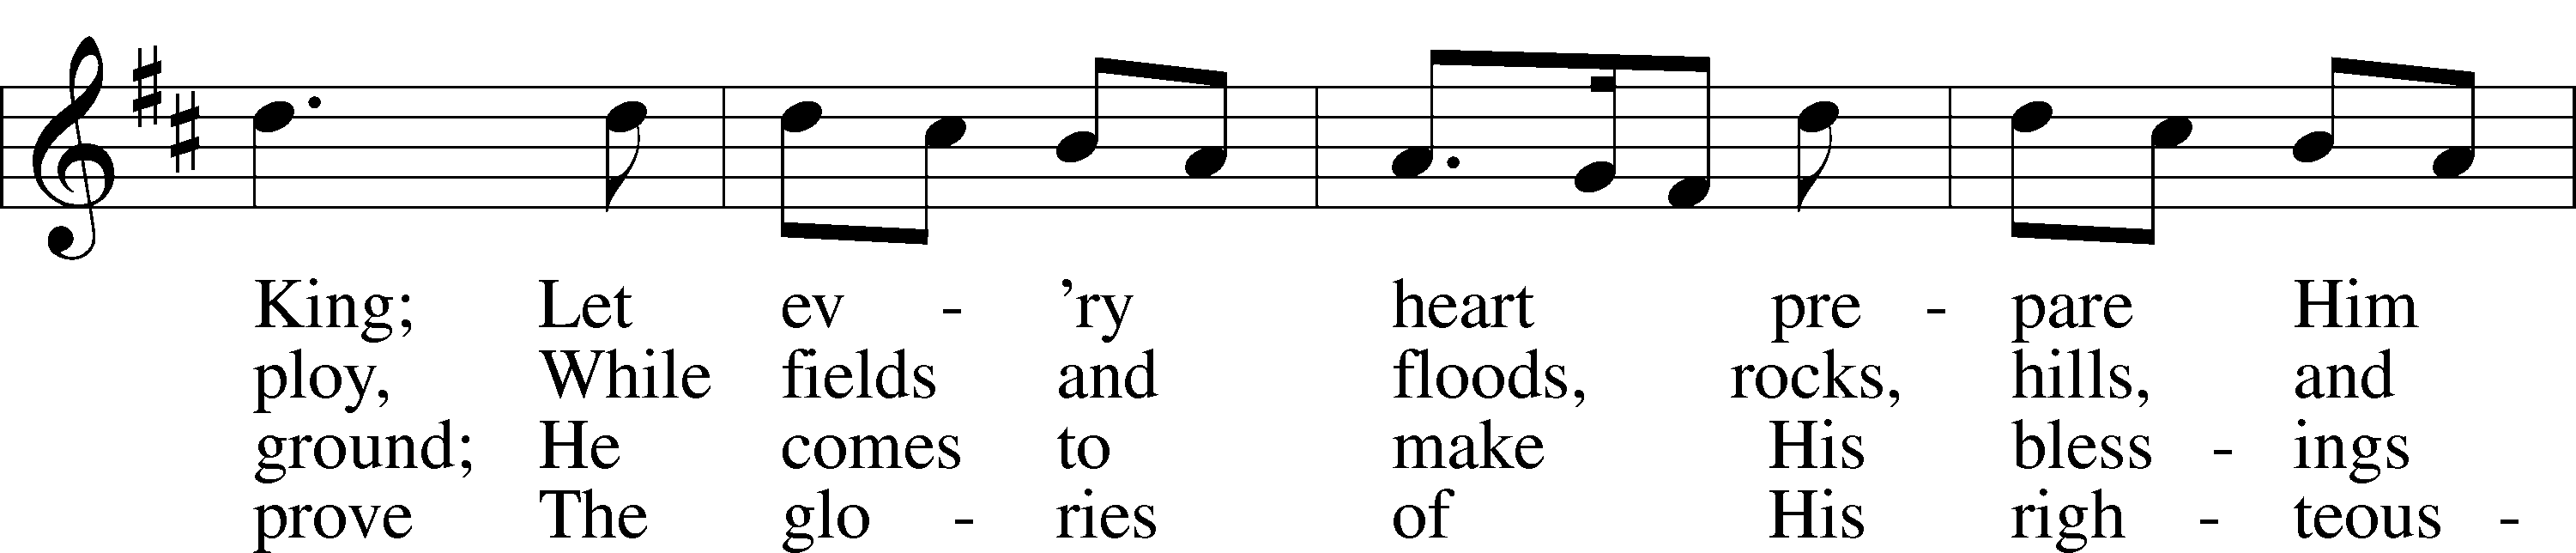 King; Let ev - 'ry heart pre - pare Him
ploy, While fields and floods, rocks, hills, and
ground; He comes to make His bless - ings
prove The glo - ries of His righ - teous -